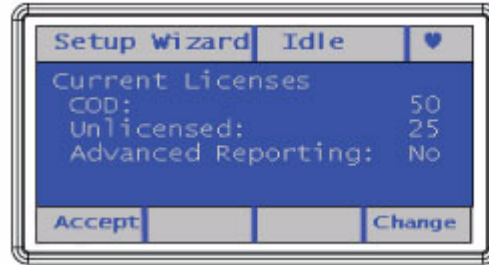 Setup Wizard Idle ♥
Current Licenses
COD: 50
Unlicensed: 25
Advanced Reporting: No
Accept Change